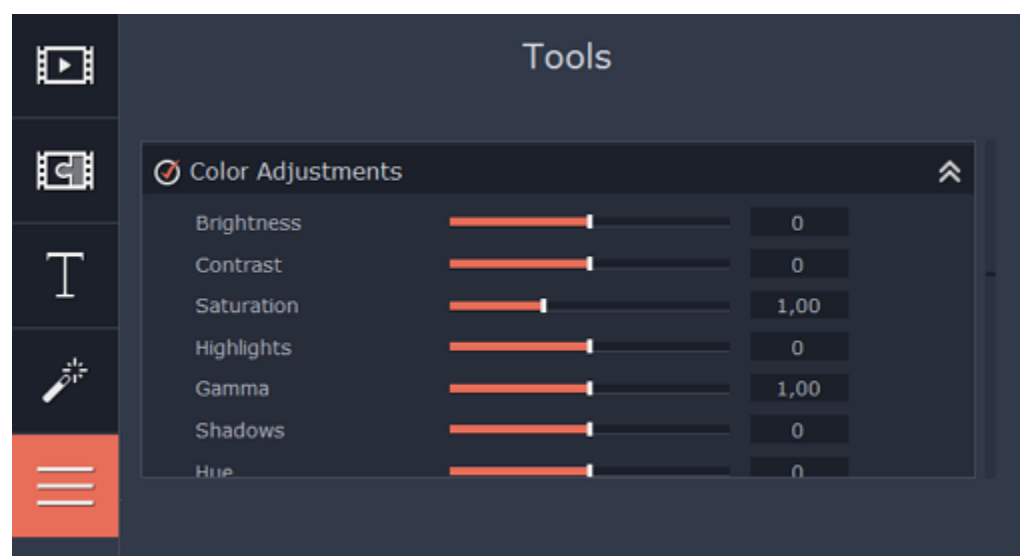 Tools
Color Adjustments
Brightness 0
Contrast 0
Saturation 1,00
Highlights 0
Gamma 1,00
Shadows 0
Hue 0